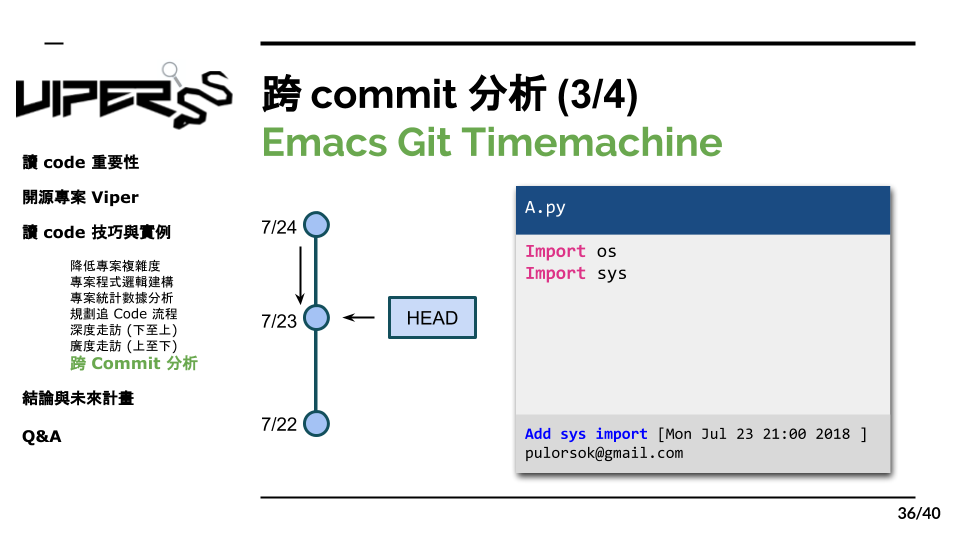 VIPER
讀 code 重要性
開源專案 Viper
讀 code 技巧與實例
降低專案複雜度
專案程式邏輯建構
專案統計數據分析
規劃追 Code 流程
深度走訪 (下至上)
廣度走訪 (上至下)
跨 Commit 分析
結論與未來計畫
Q&A
跨 commit 分析 (3/4)
Emacs Git Timemachine
7/24
7/23
HEAD
7/22
A.py
Import os
Import sys
Add sys import [Mon Jul 23 21:00 2018 ]
pulorsok@gmail.com
36/40